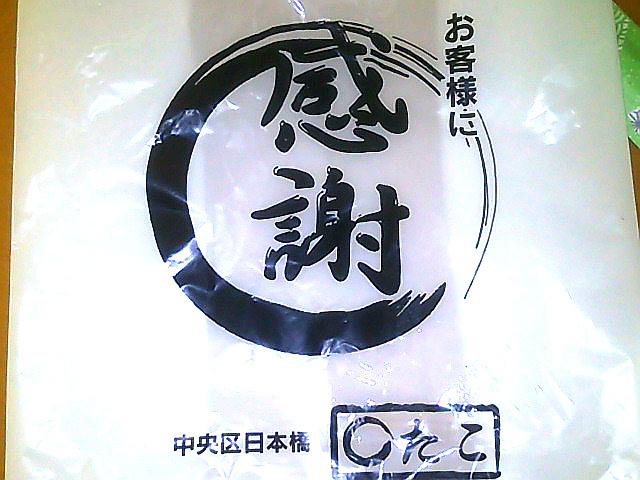 お客様に
感謝
中央区日本橋
○たこ